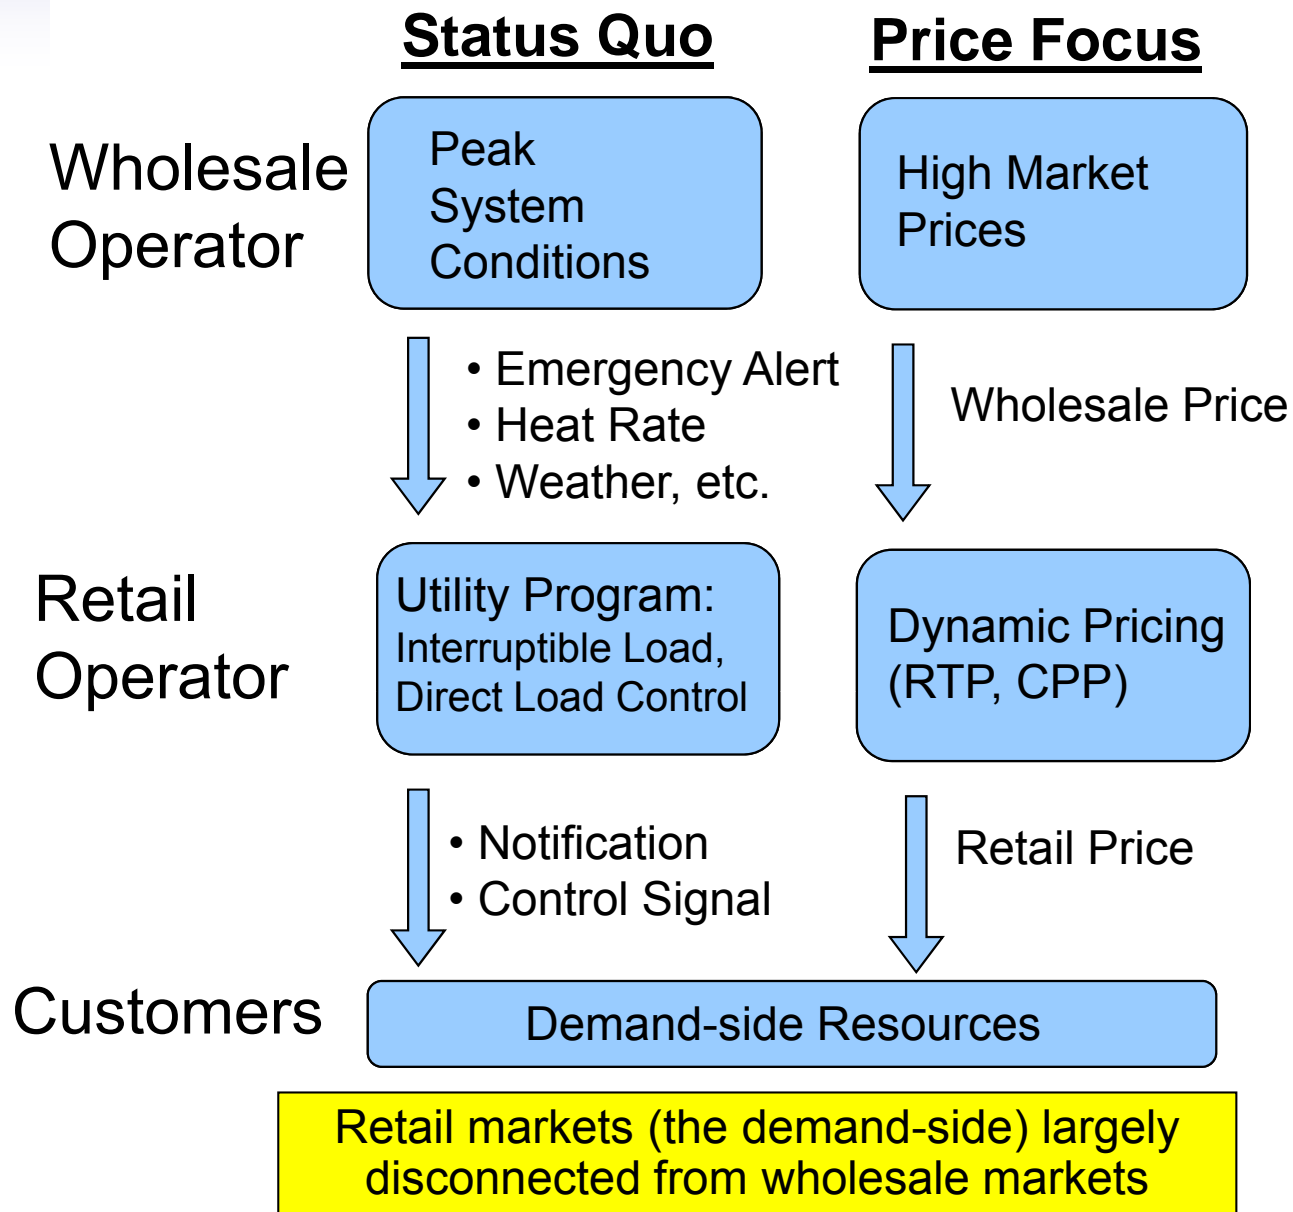 Status Quo
Price Focus
Wholesale
Operator
Peak
System
Conditions
High Market
Prices
• Emergency Alert
• Heat Rate
• Weather, etc.
Wholesale Price
Retail
Operator
Utility Program:
Interruptible Load,
Direct Load Control
Dynamic Pricing
(RTP, CPP)
• Notification
• Control Signal
Retail Price
Customers
Demand-side Resources
Retail markets (the demand-side) largely
disconnected from wholesale markets